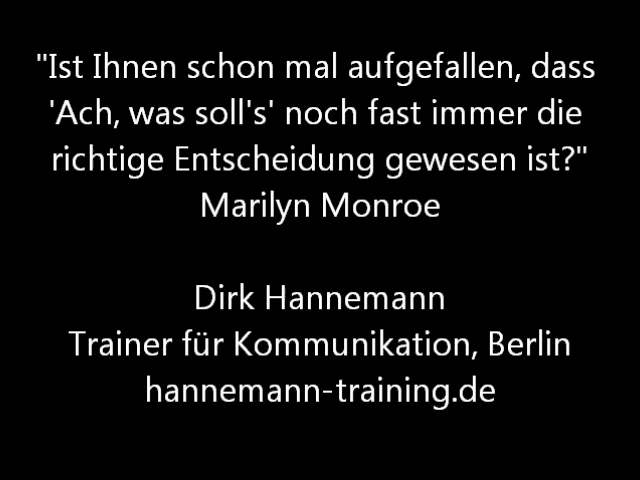 "Ist Ihnen schon mal aufgefallen, dass
'Ach, was soll's' noch fast immer die
richtige Entscheidung gewesen ist?"
Marilyn Monroe
Dirk Hannemann
Trainer für Kommunikation, Berlin
hannemann-training.de